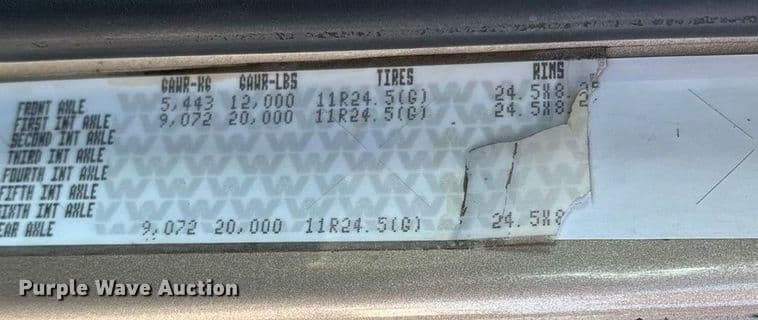 GAWR-KG GAWR-LBS TIRES RIMS
FRONT AXLE 5,443 12,000 11R24.5(G) 24.5X8.25
FIRST INT AXLE 9,072 20,000 11R24.5(G) 24.5X8.2
SECOND INT AXLE
THIRD INT AXLE
FOURTH INT AXLE
FIFTH INT AXLE
SIXTH INT AXLE
EAR AXLE 9,072 20,000 11R24.5(G) 24.5X8
Purple Wave Auction